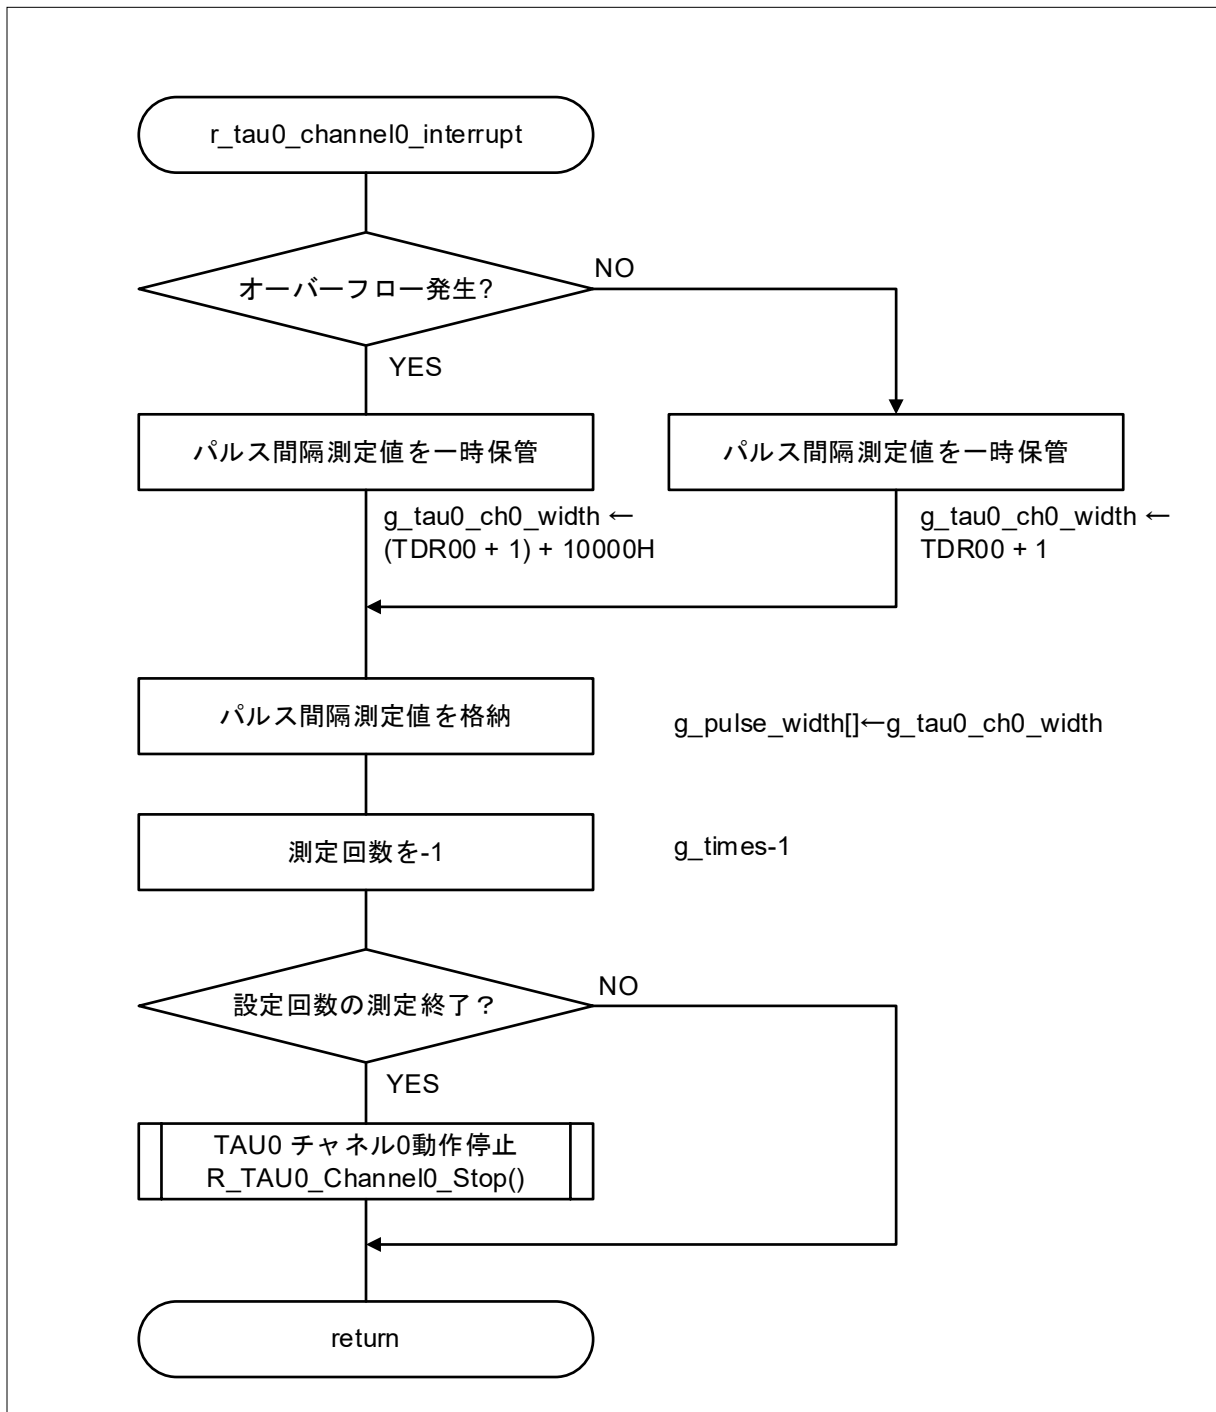 r_tau0_channel0_interrupt
オーバーフロー発生?
NO
YES
パルス間隔測定値を一時保管
パルス間隔測定値を一時保管
g_tau0_ch0_width ←
(TDR00 + 1) + 10000H
g_tau0_ch0_width ←
TDR00 + 1
パルス間隔測定値を格納
g_pulse_width[]←g_tau0_ch0_width
測定回数を-1
g_times-1
設定回数の測定終了？
NO
YES
TAU0 チャネル0動作停止
R_TAU0_Channel0_Stop()
return